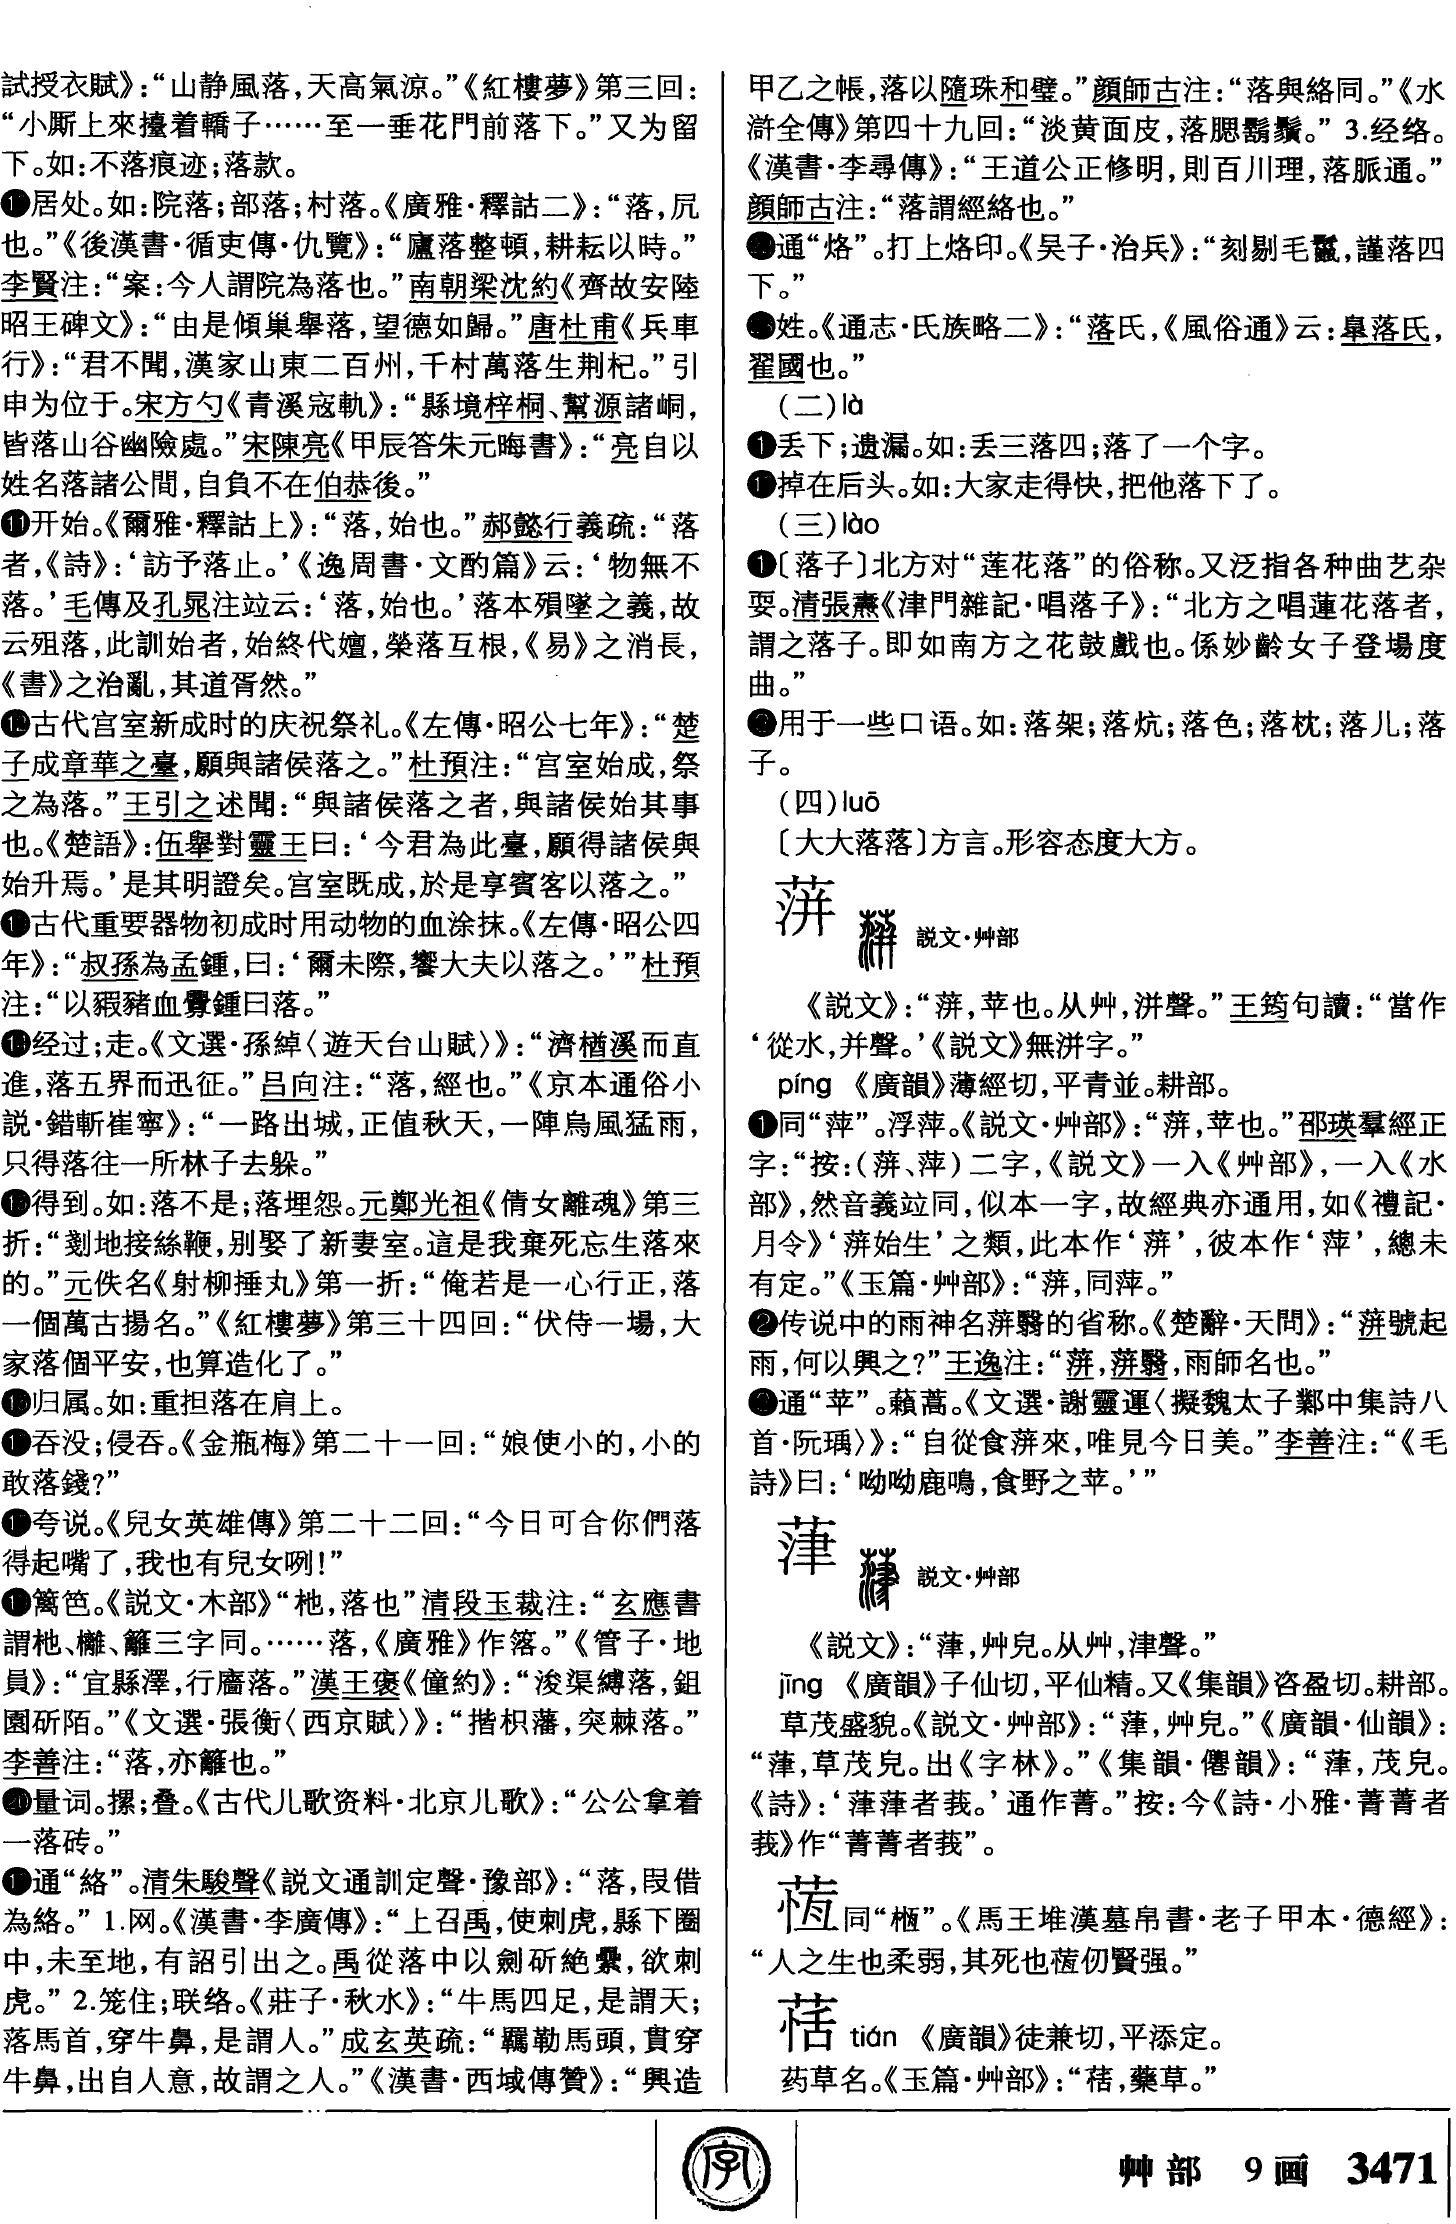 試授衣賦》：“山静風落，天高氣涼。”《紅樓夢》第三回：
“小厮上來擡着轎子……至一垂花門前落下。”又为留
下。如：不落痕迹；落款。
❿居处。如：院落；部落；村落。《廣雅·釋詁二》：“落，凥
也。”《後漢書·循吏傳·仇覽》：“廬落整頓，耕耘以時。”
李賢注：“案：今人謂院為落也。”南朝梁沈約《齊故安陸
昭王碑文》：“由是傾巢舉落，望德如歸。”唐杜甫《兵車
行》：“君不聞，漢家山東二百州，千村萬落生荆杞。”引
申为位于。宋方勺《青溪寇軌》：“縣境梓桐、幫源諸峒，
皆落山谷幽險處。”宋陳亮《甲辰答朱元晦書》：“亮自以
姓名落諸公間，自負不在伯恭後。”
⓫开始。《爾雅·釋詁上》：“落，始也。”郝懿行義疏：“落
者，《詩》：‘訪予落止。’《逸周書·文酌篇》云：‘物無不
落。’毛傳及孔晁注竝云：‘落，始也。’落本殞墜之義，故
云殂落，此訓始者，始終代嬗，榮落互根，《易》之消長，
《書》之治亂，其道胥然。”
⓬古代宫室新成时的庆祝祭礼。《左傳·昭公七年》：“楚
子成章華之臺，願與諸侯落之。”杜預注：“宫室始成，祭
之為落。”王引之述聞：“與諸侯落之者，與諸侯始其事
也。《楚語》：伍舉對靈王曰：‘今君為此臺，願得諸侯與
始升焉。’是其明證矣。宫室既成，於是享賓客以落之。”
⓭古代重要器物初成时用动物的血涂抹。《左傳·昭公四
年》：“叔孫為孟鍾，曰：‘爾未際，饗大夫以落之。’”杜預
注：“以豭豬血釁鍾曰落。”
⓮经过；走。《文選·孫綽〈遊天台山賦〉》：“濟楢溪而直
進，落五界而迅征。”吕向注：“落，經也。”《京本通俗小
説·錯斬崔寧》：“一路出城，正值秋天，一陣烏風猛雨，
只得落往一所林子去躲。”
⓯得到。如：落不是；落埋怨。元鄭光祖《倩女離魂》第三
折：“剗地接絲鞭，别娶了新妻室。這是我棄死忘生落來
的。”元佚名《射柳捶丸》第一折：“俺若是一心行正，落
一個萬古揚名。”《紅樓夢》第三十四回：“伏侍一場，大
家落個平安，也算造化了。”
⓰归属。如：重担落在肩上。
⓱吞没；侵吞。《金瓶梅》第二十一回：“娘使小的，小的
敢落錢？”
⓲夸说。《兒女英雄傳》第二十二回：“今日可合你們落
得起嘴了，我也有兒女咧！”
⓳篱笆。《説文·木部》“杝，落也”清段玉裁注：“玄應書
謂杝、欐、籬三字同。……落，《廣雅》作䈷。”《管子·地
員》：“宜縣澤，行廧落。”漢王褒《僮約》：“浚渠縛落，鉏
園斫陌。”《文選·張衡〈西京賦〉》：“揩枳藩，突棘落。”
李善注：“落，亦籬也。”
⓴量词。摞；叠。《古代儿歌资料·北京儿歌》：“公公拿着
一落砖。”
㉑通“絡”。清朱駿聲《説文通訓定聲·豫部》：“落，叚借
為絡。” 1.网。《漢書·李廣傳》：“上召禹，使刺虎，縣下圈
中，未至地，有詔引出之。禹從落中以劍斫絶纍，欲刺
虎。” 2.笼住；联络。《莊子·秋水》：“牛馬四足，是謂天；
落馬首，穿牛鼻，是謂人。”成玄英疏：“羈勒馬頭，貫穿
牛鼻，出自人意，故謂之人。”《漢書·西域傳贊》：“興造
甲乙之帳，落以隨珠和璧。”顔師古注：“落與絡同。”《水
滸全傳》第四十九回：“淡黄面皮，落腮鬍鬚。” 3.经络。
《漢書·李尋傳》：“王道公正修明，則百川理，落脈通。”
顔師古注：“落謂經絡也。”
㉒通“烙”。打上烙印。《吴子·治兵》：“刻剔毛鬣，謹落四
下。”
㉓姓。《通志·氏族略二》：“落氏，《風俗通》云：臯落氏，
翟國也。”
（二）là
❶丢下；遗漏。如：丢三落四；落了一个字。
❷掉在后头。如：大家走得快，把他落下了。
（三）lào
❶〔落子〕北方对“莲花落”的俗称。又泛指各种曲艺杂
耍。清張燾《津門雜記·唱落子》：“北方之唱蓮花落者，
謂之落子。即如南方之花鼓戲也。係妙齡女子登場度
曲。”
❷用于一些口语。如：落架；落炕；落色；落枕；落儿；落
子。
（四）luō
〔大大落落〕方言。形容态度大方。
蓱 説文·艸部
《説文》：“蓱，苹也。从艸，洴聲。”王筠句讀：“當作
‘從水，并聲。’《説文》無洴字。”
píng 《廣韻》薄經切，平青並。耕部。
❶同“萍”。浮萍。《説文·艸部》：“蓱，苹也。”邵瑛羣經正
字：“按：（蓱、萍）二字，《説文》一入《艸部》，一入《水
部》，然音義竝同，似本一字，故經典亦通用，如《禮記·
月令》‘蓱始生’之類，此本作‘蓱’，彼本作‘萍’，總未
有定。”《玉篇·艸部》：“蓱，同萍。”
❷传说中的雨神名蓱翳的省称。《楚辭·天問》：“蓱號起
雨，何以興之？”王逸注：“蓱，蓱翳，雨師名也。”
❸通“苹”。藾蒿。《文選·謝靈運〈擬魏太子鄴中集詩八
首·阮瑀〉》：“自從食蓱來，唯見今日美。”李善注：“《毛
詩》曰：‘呦呦鹿鳴，食野之苹。’”
葏 説文·艸部
《説文》：“葏，艸皃。从艸，津聲。”
jīng 《廣韻》子仙切，平仙精。又《集韻》咨盈切。耕部。
草茂盛貌。《説文·艸部》：“葏，艸皃。”《廣韻·仙韻》：
“葏，草茂皃。出《字林》。”《集韻·僊韻》：“葏，茂皃。
《詩》：‘葏葏者莪。’通作菁。”按：今《詩·小雅·菁菁者
莪》作“菁菁者莪”。
㮓同“極”。《馬王堆漢墓帛書·老子甲本·德經》：
“人之生也柔弱，其死也仞賢强。”
菾 tián 《廣韻》徒兼切，平添定。
药草名。《玉篇·艸部》：“，藥草。”
字
艸部 9画 3471